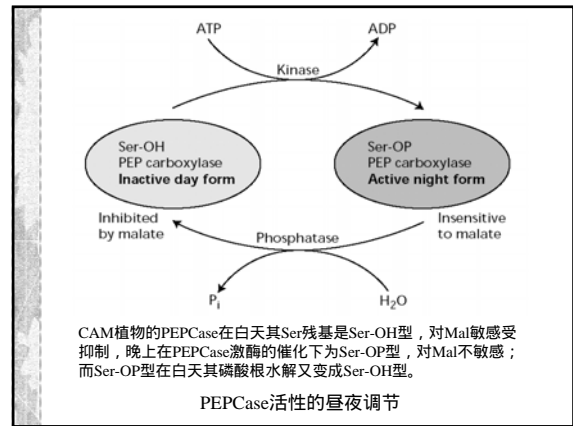 ATP ADP
Kinase
Ser-OH
PEP carboxylase
Inactive day form
Ser-OP
PEP carboxylase
Active night form
Inhibited
by malate
Insensitive
to malate
Phosphatase
Pi H2O
CAM植物的PEPCase在白天其Ser残基是Ser-OH型，对Mal敏感受
抑制，晚上在PEPCase激酶的催化下为Ser-OP型，对Mal不敏感；
而Ser-OP型在白天其磷酸根水解又变成Ser-OH型。
PEPCase活性的昼夜调节